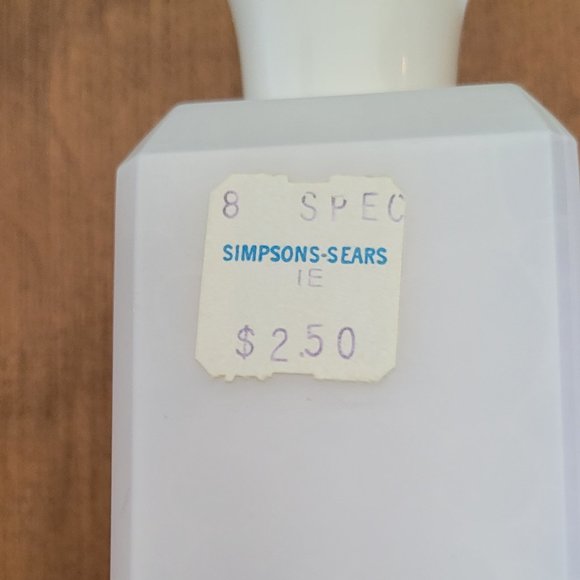 8 SPEC
SIMPSONS-SEARS
IE
$2.50